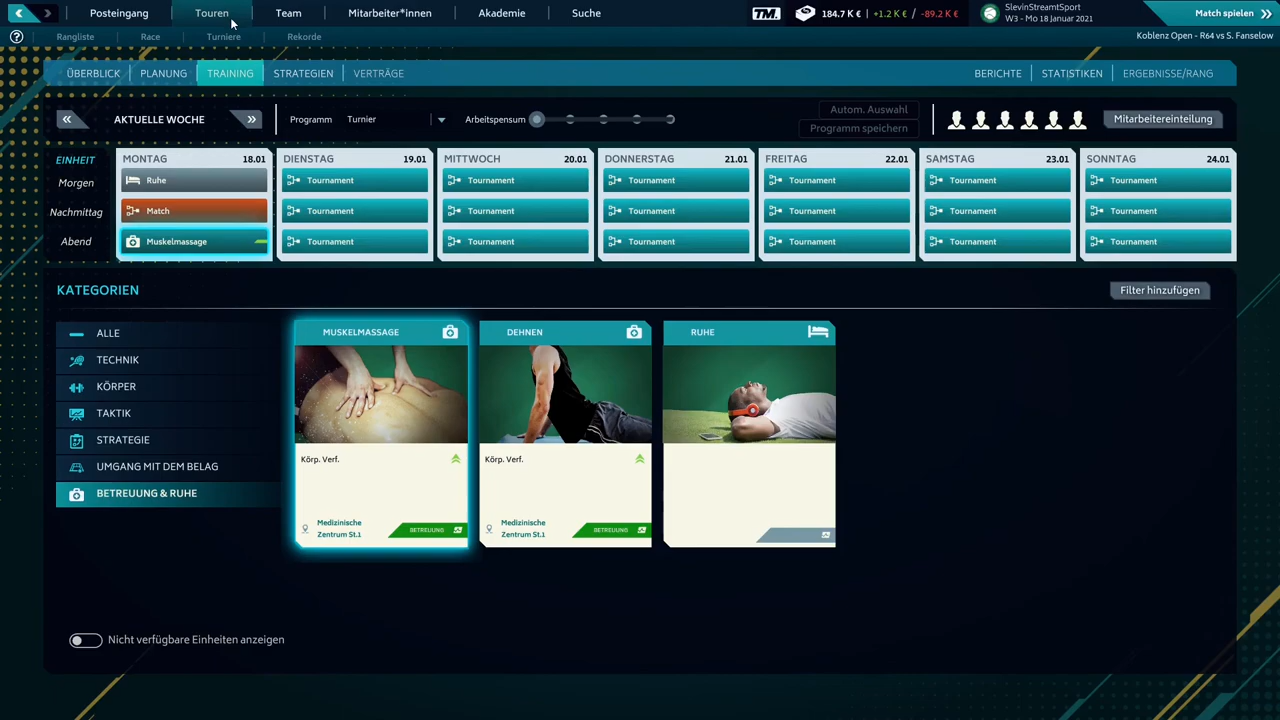 Posteingang
Touren
Team
Mitarbeiter*innen
Akademie
Suche
TM.
184.7 K € / +1.2 K € / -89.2 K €
SlevinStreamtSport
W3 - Mo 18 Januar 2021
Match spielen
Rangliste
Race
Turniere
Rekorde
Koblenz Open - R64 vs S. Fanselow
ÜBERBLICK
PLANUNG
TRAINING
STRATEGIEN
VERTRÄGE
BERICHTE
STATISTIKEN
ERGEBNISSE/RANG
AKTUELLE WOCHE
Programm
Turnier
Arbeitspensum
Autom. Auswahl
Programm speichern
Mitarbeitereinteilung
EINHEIT
MONTAG 18.01
DIENSTAG 19.01
MITTWOCH 20.01
DONNERSTAG 21.01
FREITAG 22.01
SAMSTAG 23.01
SONNTAG 24.01
Morgen
Ruhe
Tournament
Tournament
Tournament
Tournament
Tournament
Tournament
Nachmittag
Match
Tournament
Tournament
Tournament
Tournament
Tournament
Tournament
Abend
Muskelmassage
Tournament
Tournament
Tournament
Tournament
Tournament
Tournament
KATEGORIEN
Filter hinzufügen
ALLE
TECHNIK
KÖRPER
TAKTIK
STRATEGIE
UMGANG MIT DEM BELAG
BETREUUNG & RUHE
MUSKELMASSAGE
Körp. Verf.
Medizinische
Zentrum St.1
BETREUUNG
DEHNEN
Körp. Verf.
Medizinische
Zentrum St.1
BETREUUNG
RUHE
Nicht verfügbare Einheiten anzeigen